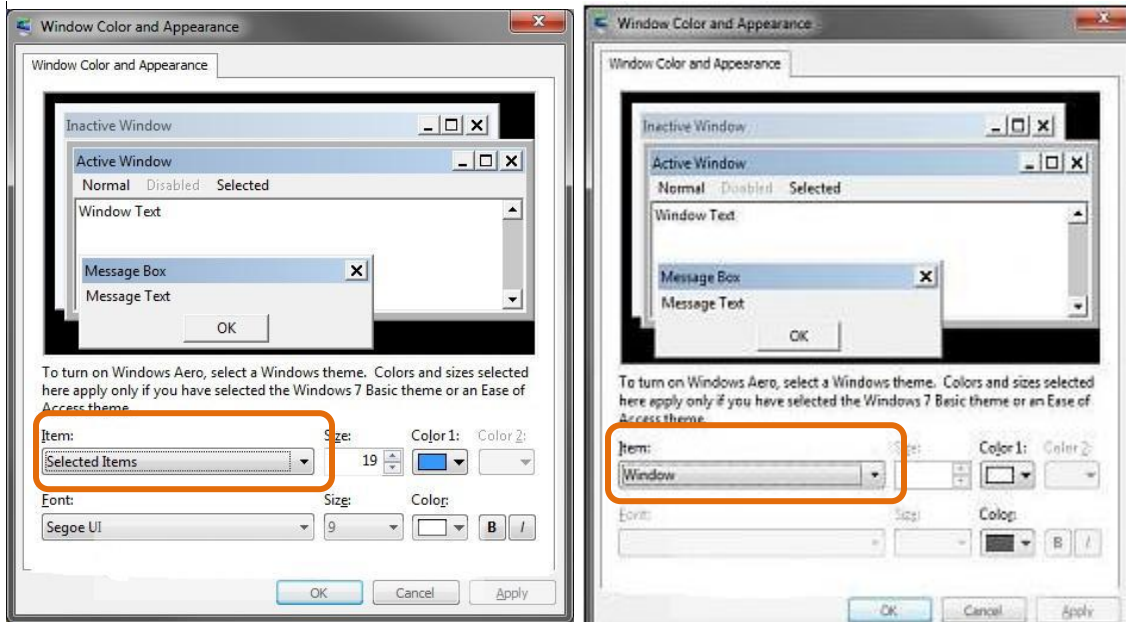 Window Color and Appearance
Window Color and Appearance
Inactive Window
Active Window
Normal Disabled Selected
Window Text
Message Box
Message Text
OK
To turn on Windows Aero, select a Windows theme. Colors and sizes selected
here apply only if you have selected the Windows 7 Basic theme or an Ease of
Access theme.
Item: Size: Color 1: Color 2:
Selected Items 19
Font: Size: Color:
Segoe UI 9 B I
OK Cancel Apply
Window Color and Appearance
Window Color and Appearance
Inactive Window
Active Window
Normal Disabled Selected
Window Text
Message Box
Message Text
OK
To turn on Windows Aero, select a Windows theme. Colors and sizes selected
here apply only if you have selected the Windows 7 Basic theme or an Ease of
Access theme.
Item: Size: Color 1: Color 2:
Window
Font: Size: Color:
B I
OK Cancel Apply